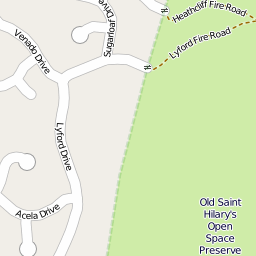 Heathcliff Fire Road
Sugarloaf Drive
Venado Drive
Lyford Fire Road
Lyford Drive
Acela Drive
Old Saint
Hilary's
Open
Space
Preserve